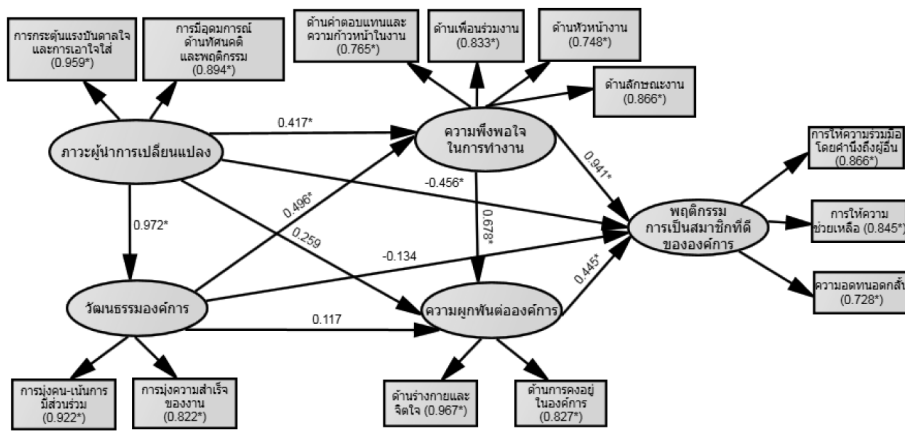 การกระตุ้นแรงบันดาลใจ
และการเอาใจใส่
(0.959*)
การมีอุดมการณ์
ด้านทัศนคติ
และพฤติกรรม
(0.894*)
ด้านค่าตอบแทนและ
ความก้าวหน้าในงาน
(0.765*)
ด้านเพื่อนร่วมงาน
(0.833*)
ด้านหัวหน้างาน
(0.748*)
ด้านลักษณะงาน
(0.866*)
ภาวะผู้นำการเปลี่ยนแปลง
0.417*
ความพึงพอใจ
ในการทำงาน
0.941*
การให้ความร่วมมือ
โดยคำนึงถึงผู้อื่น
(0.866*)
-0.456*
0.972*
0.496*
0.259
0.678*
พฤติกรรม
การเป็นสมาชิกที่ดี
ขององค์การ
การให้ความ
ช่วยเหลือ (0.845*)
-0.134
0.445*
ความอดทนอดกลั้น
(0.728*)
วัฒนธรรมองค์การ
0.117
ความผูกพันต่อองค์การ
การมุ่งคน-เน้นการ
มีส่วนร่วม
(0.922*)
การมุ่งความสำเร็จ
ของงาน
(0.822*)
ด้านร่างกายและ
จิตใจ (0.967*)
ด้านการคงอยู่
ในองค์การ
(0.827*)